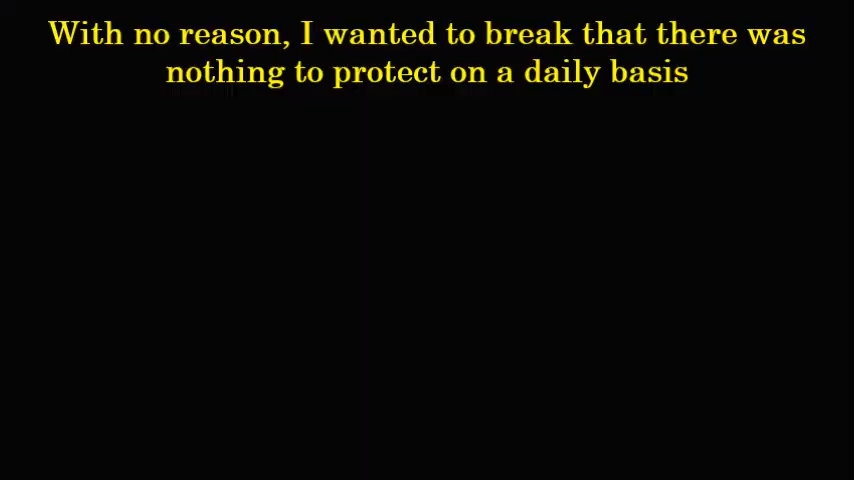 With no reason, I wanted to break that there was
nothing to protect on a daily basis